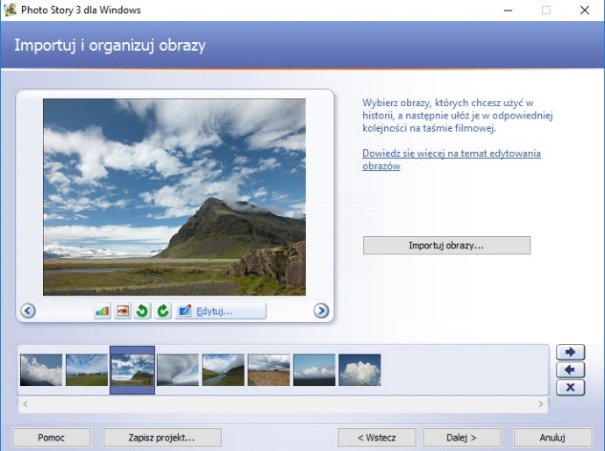 Photo Story 3 dla Windows
Importuj i organizuj obrazy
Wybierz obrazy, których chcesz użyć w
historii, a następnie ułóż je w odpowiedniej
kolejności na taśmie filmowej.
Dowiedz się więcej na temat edytowania
obrazów
Importuj obrazy...
Edytuj...
Pomoc
Zapisz projekt...
< Wstecz
Dalej >
Anuluj